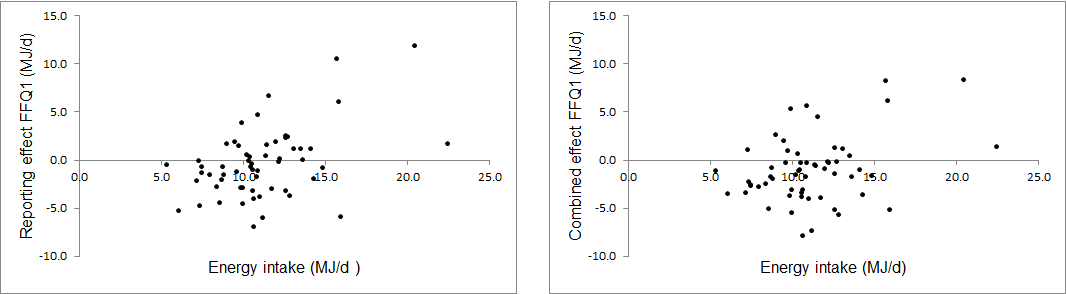 Reporting effect FFQ1 (MJ/d)
15.0
10.0
5.0
0.0
-5.0
-10.0
0.0 5.0 10.0 15.0 20.0 25.0
Energy intake (MJ/d )
Combined effect FFQ1 (MJ/d)
15.0
10.0
5.0
0.0
-5.0
-10.0
0.0 5.0 10.0 15.0 20.0 25.0
Energy intake (MJ/d)